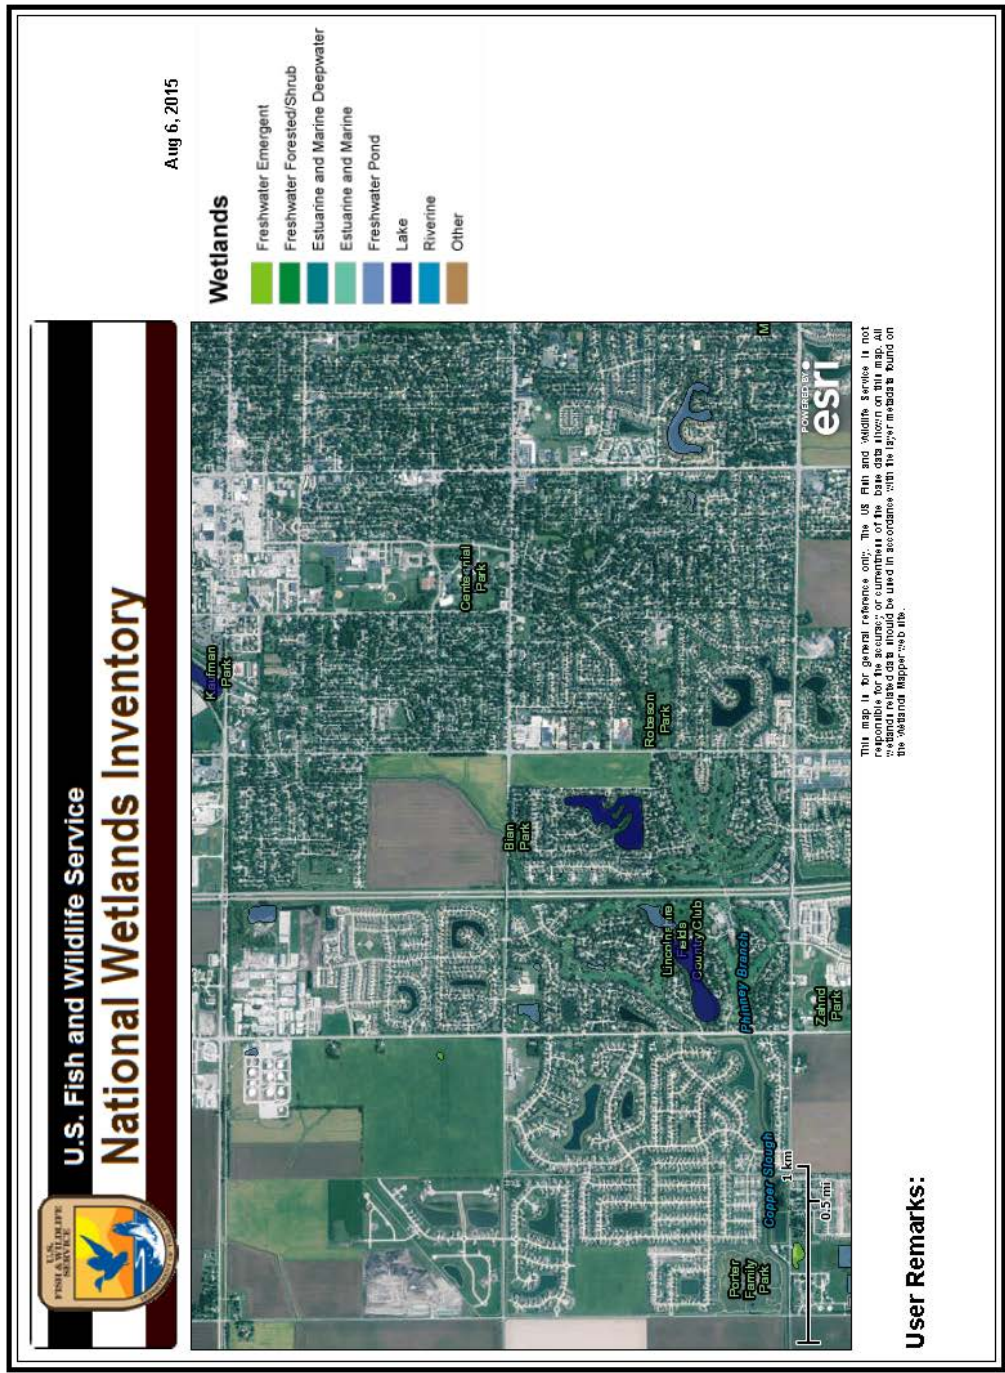 U.S.
FISH & WILDLIFE
SERVICE
U.S. Fish and Wildlife Service
National Wetlands Inventory
Aug 6, 2015
Wetlands
Freshwater Emergent
Freshwater Forested/Shrub
Estuarine and Marine Deepwater
Estuarine and Marine
Freshwater Pond
Lake
Riverine
Other
Kaufman
Park
Centennial
Park
Bian
Park
Robeson
Park
Lincolnshire
Fields
Country Club
Phinney Branch
Zahnd
Park
Copper Slough
Porter
Family
Park
M
1 km
0.5 mi
POWERED BY
esri
This map is for general reference only. The US Fish and Wildlife Service is not
responsible for the accuracy or currentness of the base data shown on this map. All
wetlands related data should be used in accordance with the layer metadata found on
the Wetlands Mapper web site.
User Remarks: